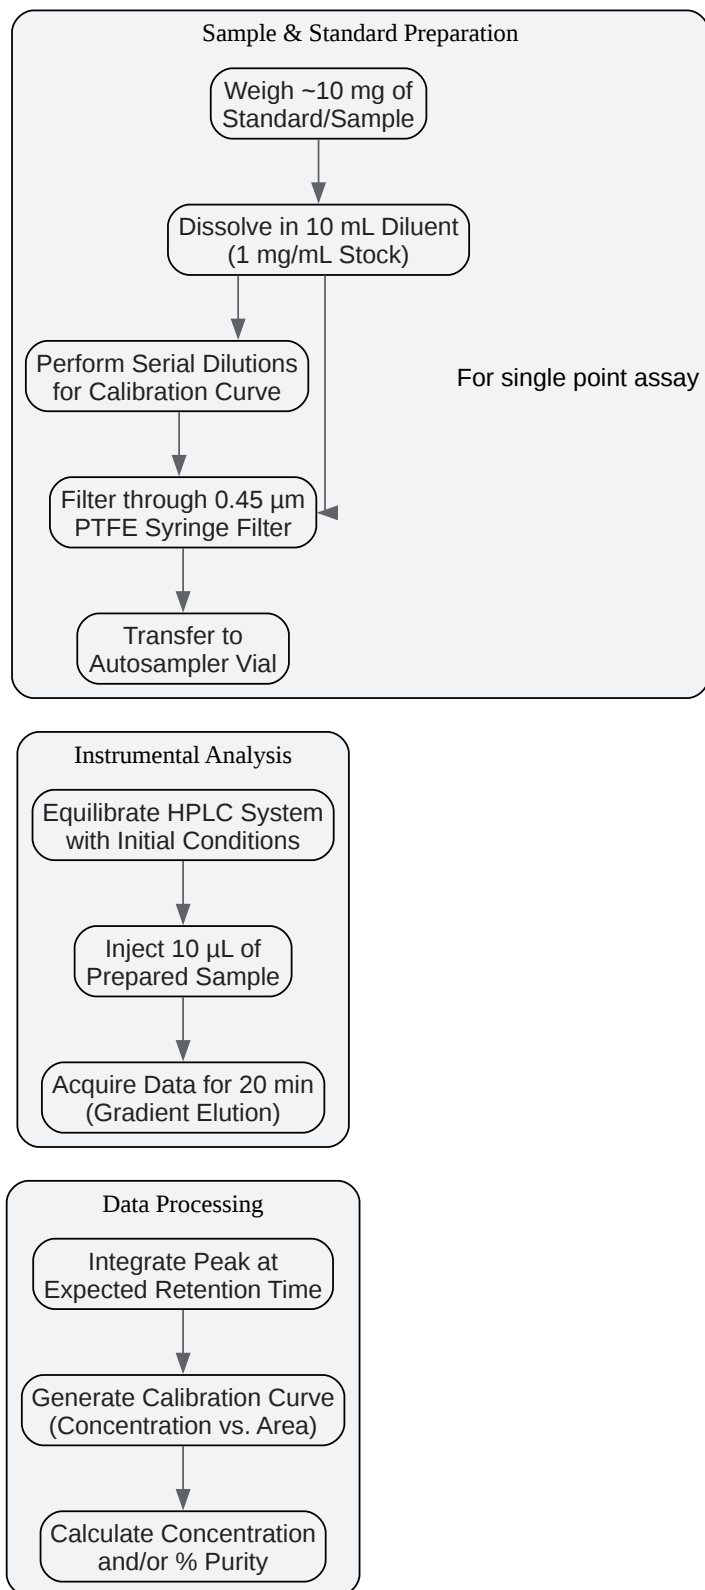 Sample & Standard Preparation
Weigh ~10 mg of
Standard/Sample
Dissolve in 10 mL Diluent
(1 mg/mL Stock)
Perform Serial Dilutions
for Calibration Curve
For single point assay
Filter through 0.45 µm
PTFE Syringe Filter
Transfer to
Autosampler Vial
Instrumental Analysis
Equilibrate HPLC System
with Initial Conditions
Inject 10 µL of
Prepared Sample
Acquire Data for 20 min
(Gradient Elution)
Data Processing
Integrate Peak at
Expected Retention Time
Generate Calibration Curve
(Concentration vs. Area)
Calculate Concentration
and/or % Purity